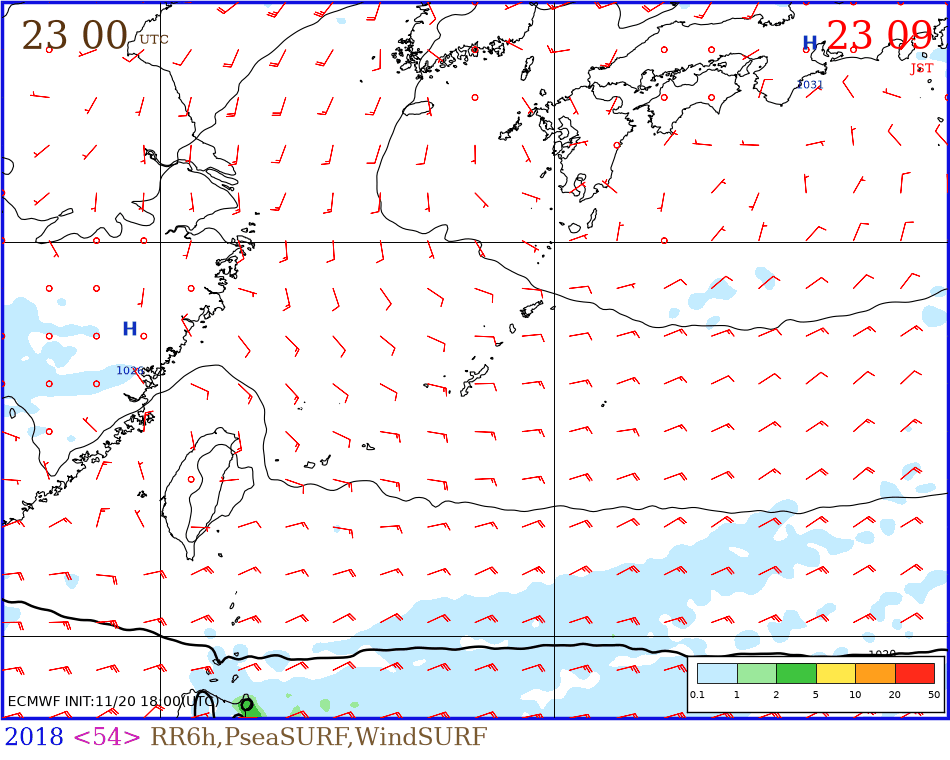 23 00 UTC
H 23 09
JST
1031
H
1026
1020
ECMWF INIT:11/20 18:00(UTC)
0.1 1 2 5 10 20 50
2018 <54> RR6h,PseaSURF,WindSURF